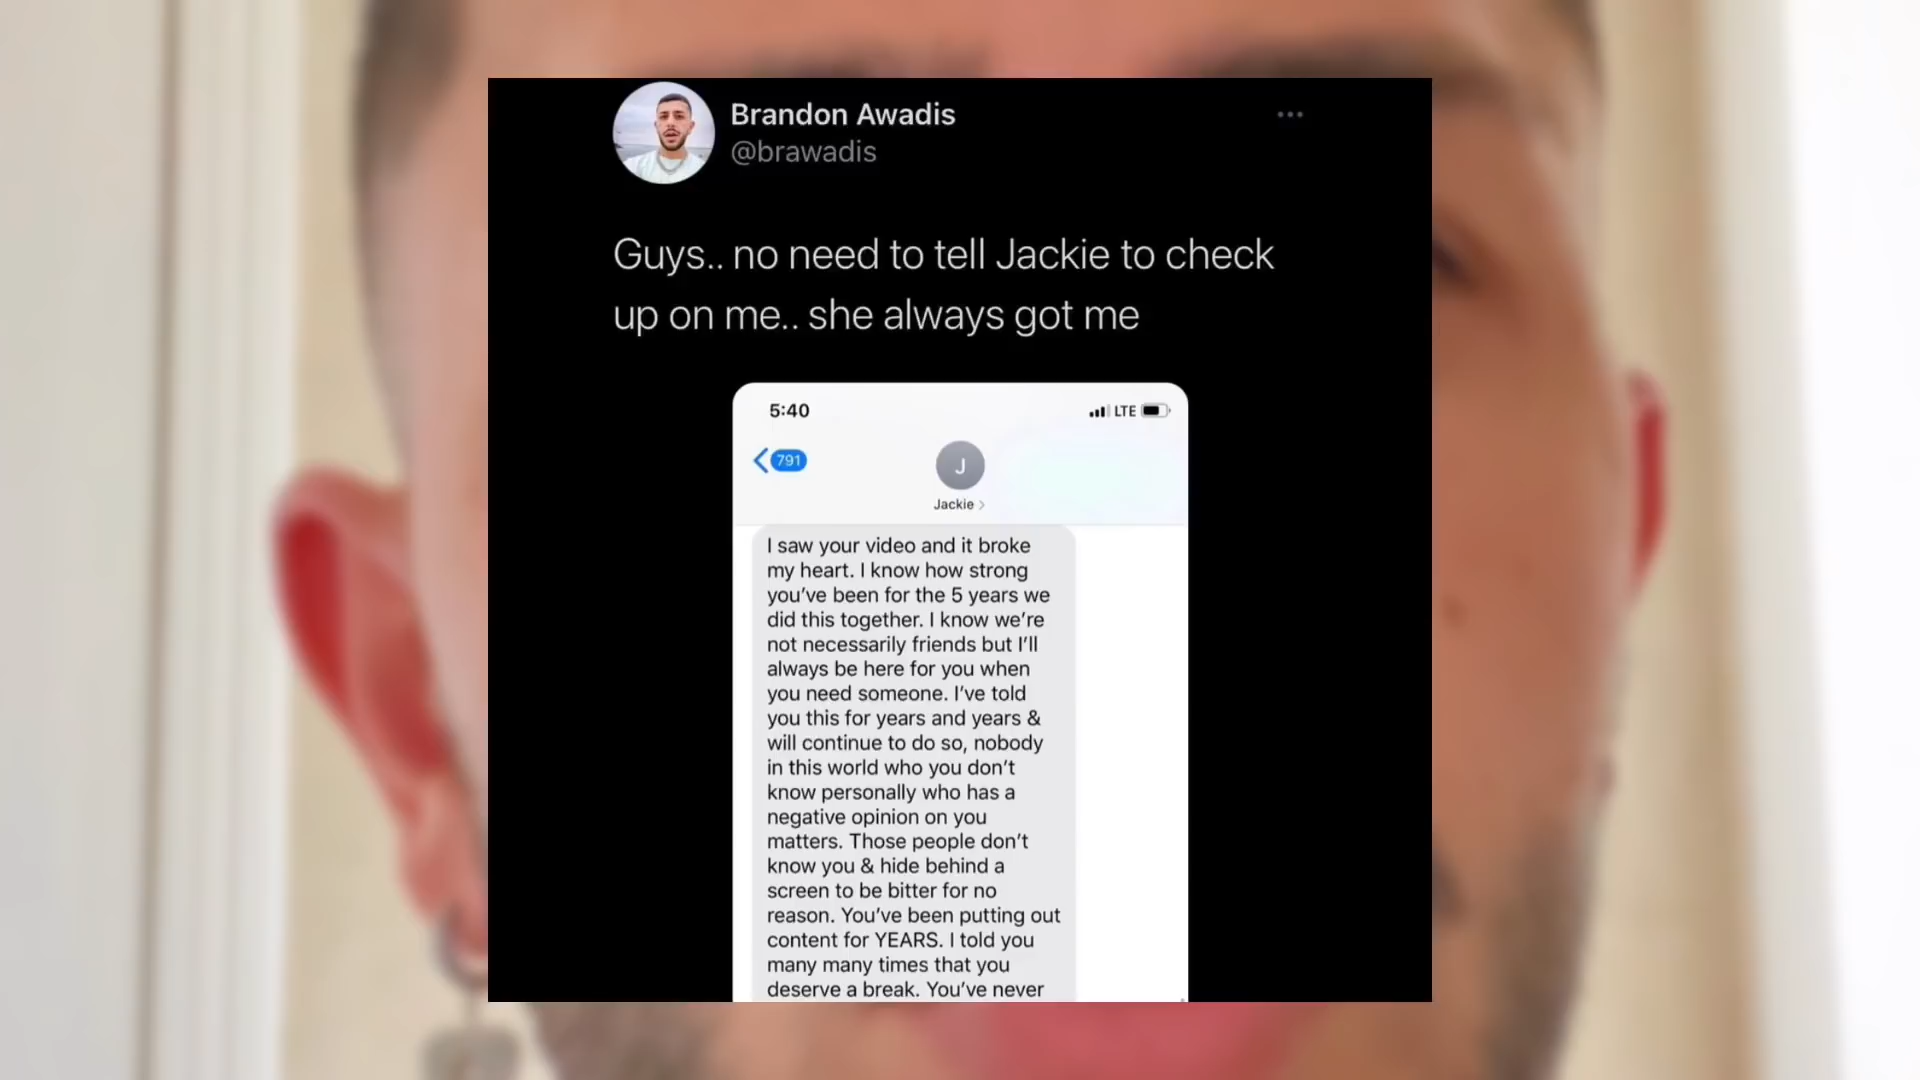 Brandon Awadis
@brawadis
Guys.. no need to tell Jackie to check
up on me.. she always got me
5:40
LTE
791
J
Jackie
I saw your video and it broke
my heart. I know how strong
you've been for the 5 years we
did this together. I know we're
not necessarily friends but I'll
always be here for you when
you need someone. I've told
you this for years and years &
will continue to do so, nobody
in this world who you don't
know personally who has a
negative opinion on you
matters. Those people don't
know you & hide behind a
screen to be bitter for no
reason. You've been putting out
content for YEARS. I told you
many many times that you
deserve a break. You've never